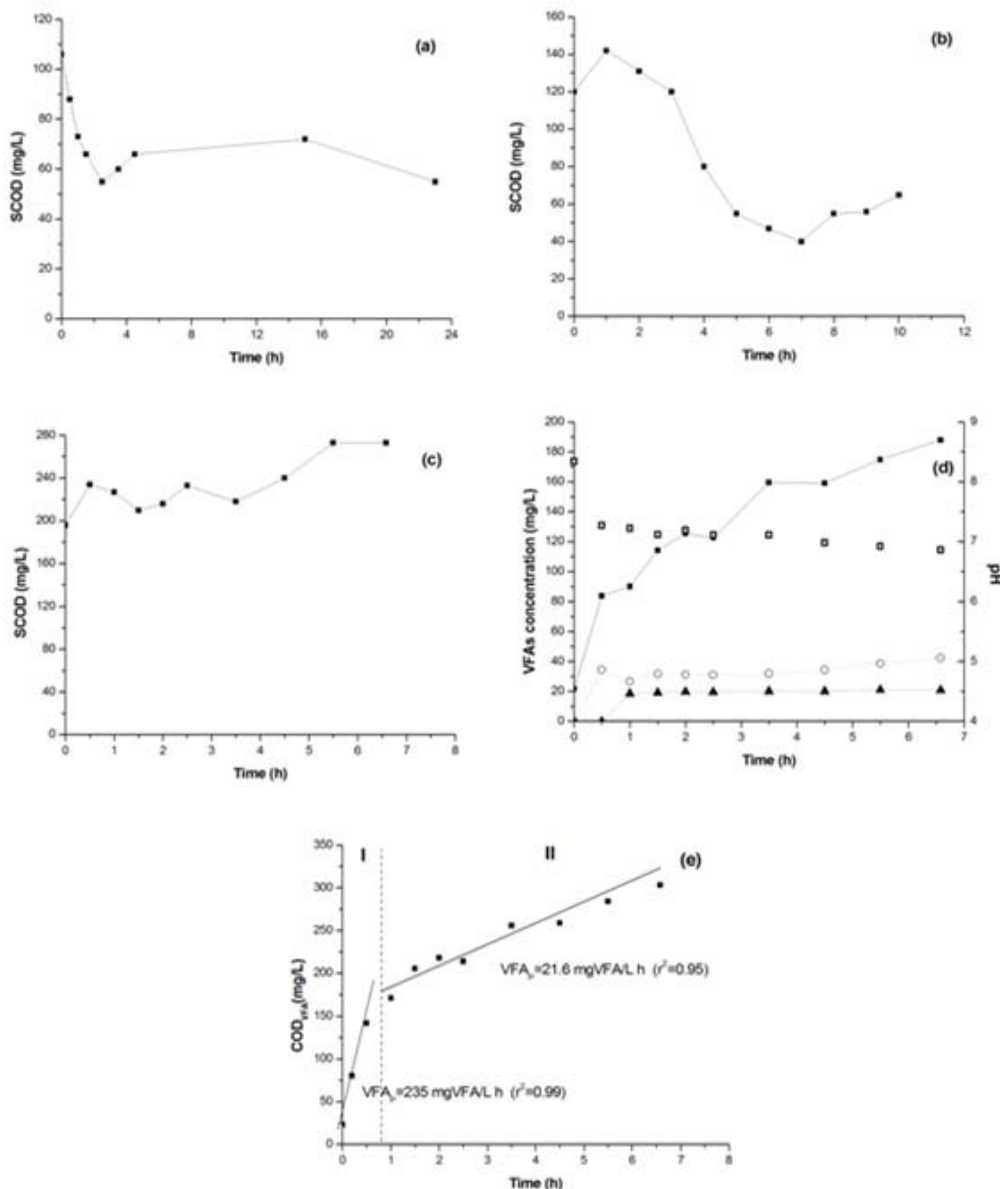 (a)
120
100
80
60
40
20
0
SCOD (mg/L)
0 4 8 12 16 20 24
Time (h)
(b)
160
140
120
100
80
60
40
20
0
SCOD (mg/L)
0 2 4 6 8 10 12
Time (h)
(c)
280
240
200
160
120
80
40
0
SCOD (mg/L)
0 1 2 3 4 5 6 7 8
Time (h)
(d)
200
180
160
140
120
100
80
60
40
20
0
VFAs concentration (mg/L)
9
8
7
6
5
4
pH
0 1 2 3 4 5 6 7
Time (h)
I II (e)
350
300
250
200
150
100
50
0
COD_VFA (mg/L)
VFA =21.6 mgVFA/L h (r²=0.95)
VFA =235 mgVFA/L h (r²=0.99)
0 1 2 3 4 5 6 7 8
Time (h)